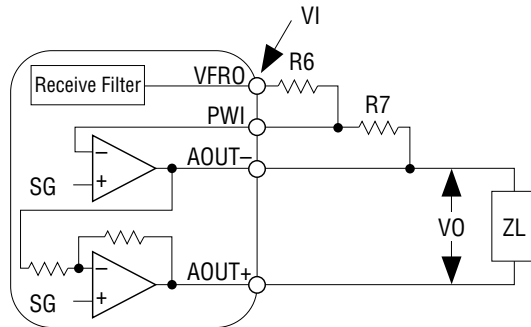 VI
Receive Filter
VFRO
R6
PWI
R7
−
SG
+
AOUT−
VO
ZL
−
SG
+
AOUT+